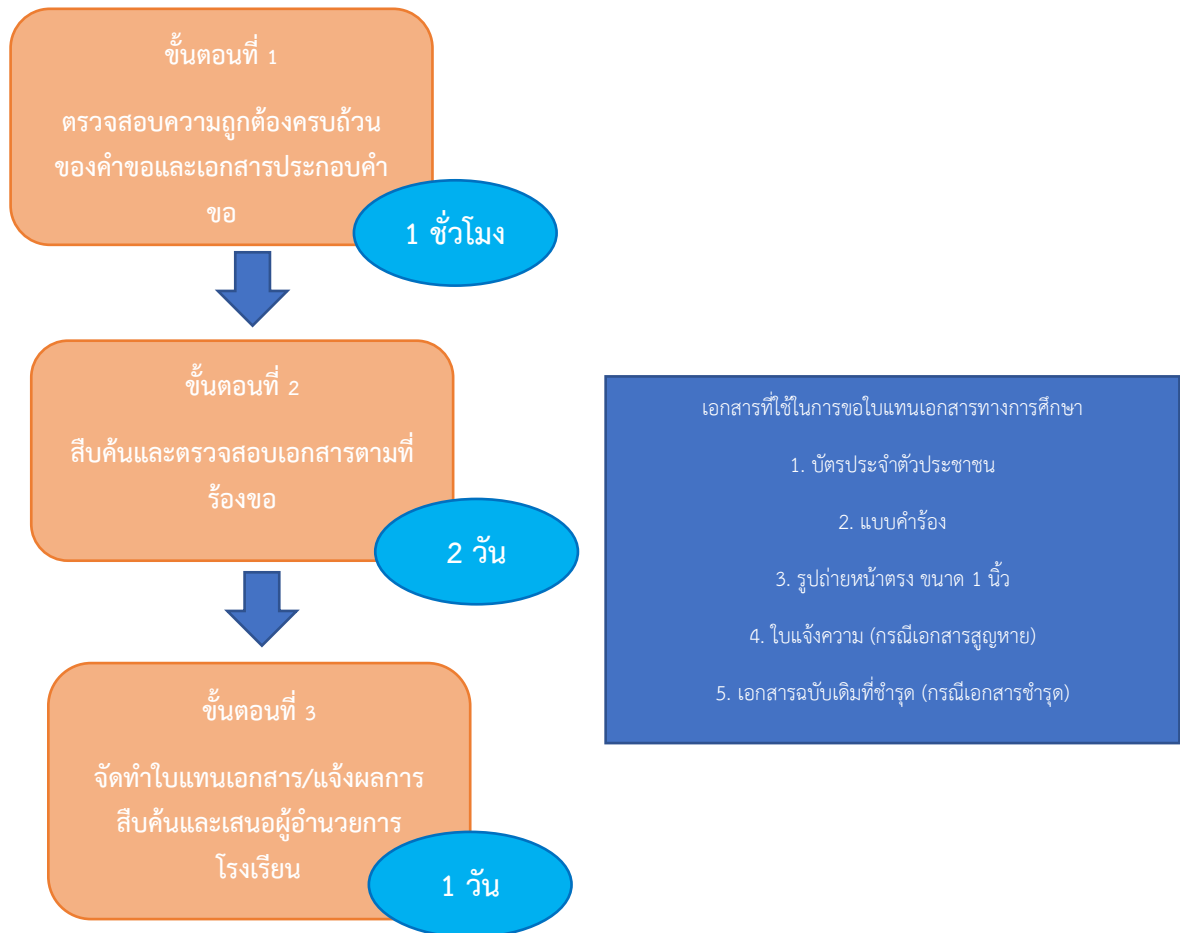 ขั้นตอนที่ 1
ตรวจสอบความถูกต้องครบถ้วน
ของคำขอและเอกสารประกอบคำ
ขอ
1 ชั่วโมง
ขั้นตอนที่ 2
สืบค้นและตรวจสอบเอกสารตามที่
ร้องขอ
2 วัน
ขั้นตอนที่ 3
จัดทำใบแทนเอกสาร/แจ้งผลการ
สืบค้นและเสนอผู้อำนวยการ
โรงเรียน
1 วัน
เอกสารที่ใช้ในการขอใบแทนเอกสารทางการศึกษา
1. บัตรประจำตัวประชาชน
2. แบบคำร้อง
3. รูปถ่ายหน้าตรง ขนาด 1 นิ้ว
4. ใบแจ้งความ (กรณีเอกสารสูญหาย)
5. เอกสารฉบับเดิมที่ชำรุด (กรณีเอกสารชำรุด)